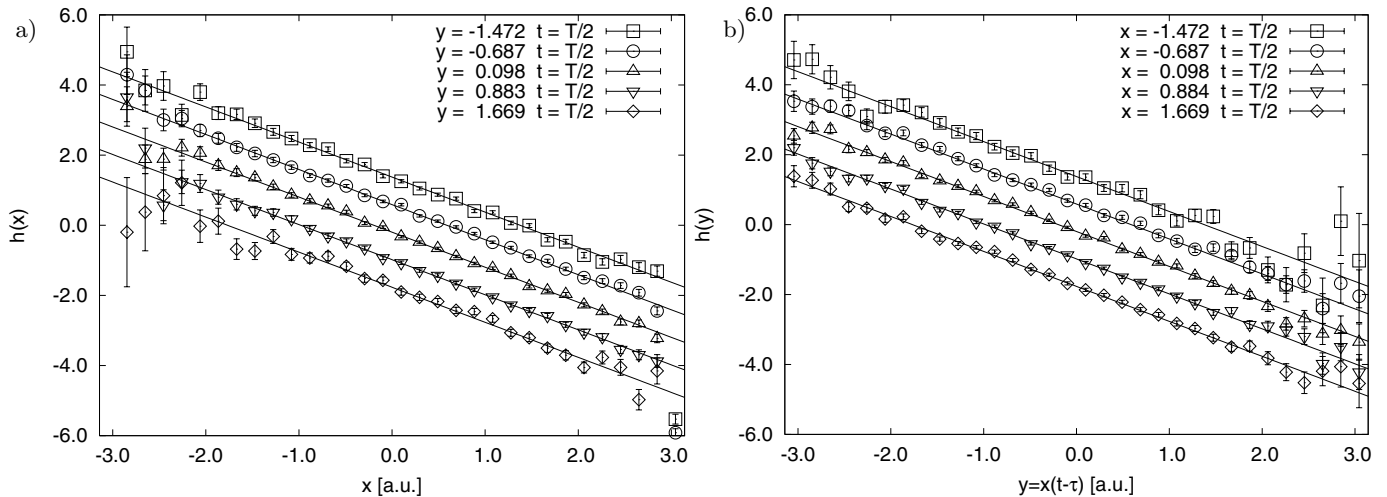 a)
y = -1.472 t = T/2
y = -0.687 t = T/2
y = 0.098 t = T/2
y = 0.883 t = T/2
y = 1.669 t = T/2
h(x)
6.0
4.0
2.0
0.0
-2.0
-4.0
-6.0
-3.0 -2.0 -1.0 0.0 1.0 2.0 3.0
x [a.u.]
b)
x = -1.472 t = T/2
x = -0.687 t = T/2
x = 0.098 t = T/2
x = 0.884 t = T/2
x = 1.669 t = T/2
h(y)
6.0
4.0
2.0
0.0
-2.0
-4.0
-6.0
-3.0 -2.0 -1.0 0.0 1.0 2.0 3.0
y=x(t-τ) [a.u.]